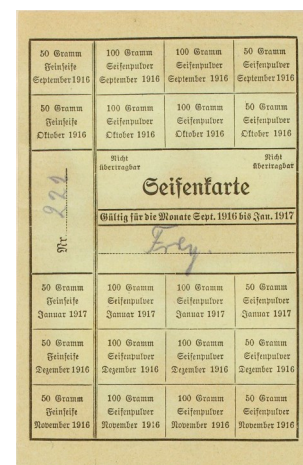 50 Gramm
Feinseife
September 1916
100 Gramm
Seifenpulver
September 1916
100 Gramm
Seifenpulver
September 1916
50 Gramm
Seifenpulver
September 1916
50 Gramm
Feinseife
Oktober 1916
100 Gramm
Seifenpulver
Oktober 1916
100 Gramm
Seifenpulver
Oktober 1916
50 Gramm
Seifenpulver
Oktober 1916
Nr. 222
Nicht
übertragbar
Nicht
übertragbar
Seifenkarte
Gültig für die Monate Sept. 1916 bis Jan. 1917
Frey.
50 Gramm
Feinseife
Januar 1917
100 Gramm
Seifenpulver
Januar 1917
100 Gramm
Seifenpulver
Januar 1917
50 Gramm
Seifenpulver
Januar 1917
50 Gramm
Feinseife
Dezember 1916
100 Gramm
Seifenpulver
Dezember 1916
100 Gramm
Seifenpulver
Dezember 1916
50 Gramm
Seifenpulver
Dezember 1916
50 Gramm
Feinseife
November 1916
100 Gramm
Seifenpulver
November 1916
100 Gramm
Seifenpulver
November 1916
50 Gramm
Seifenpulver
November 1916